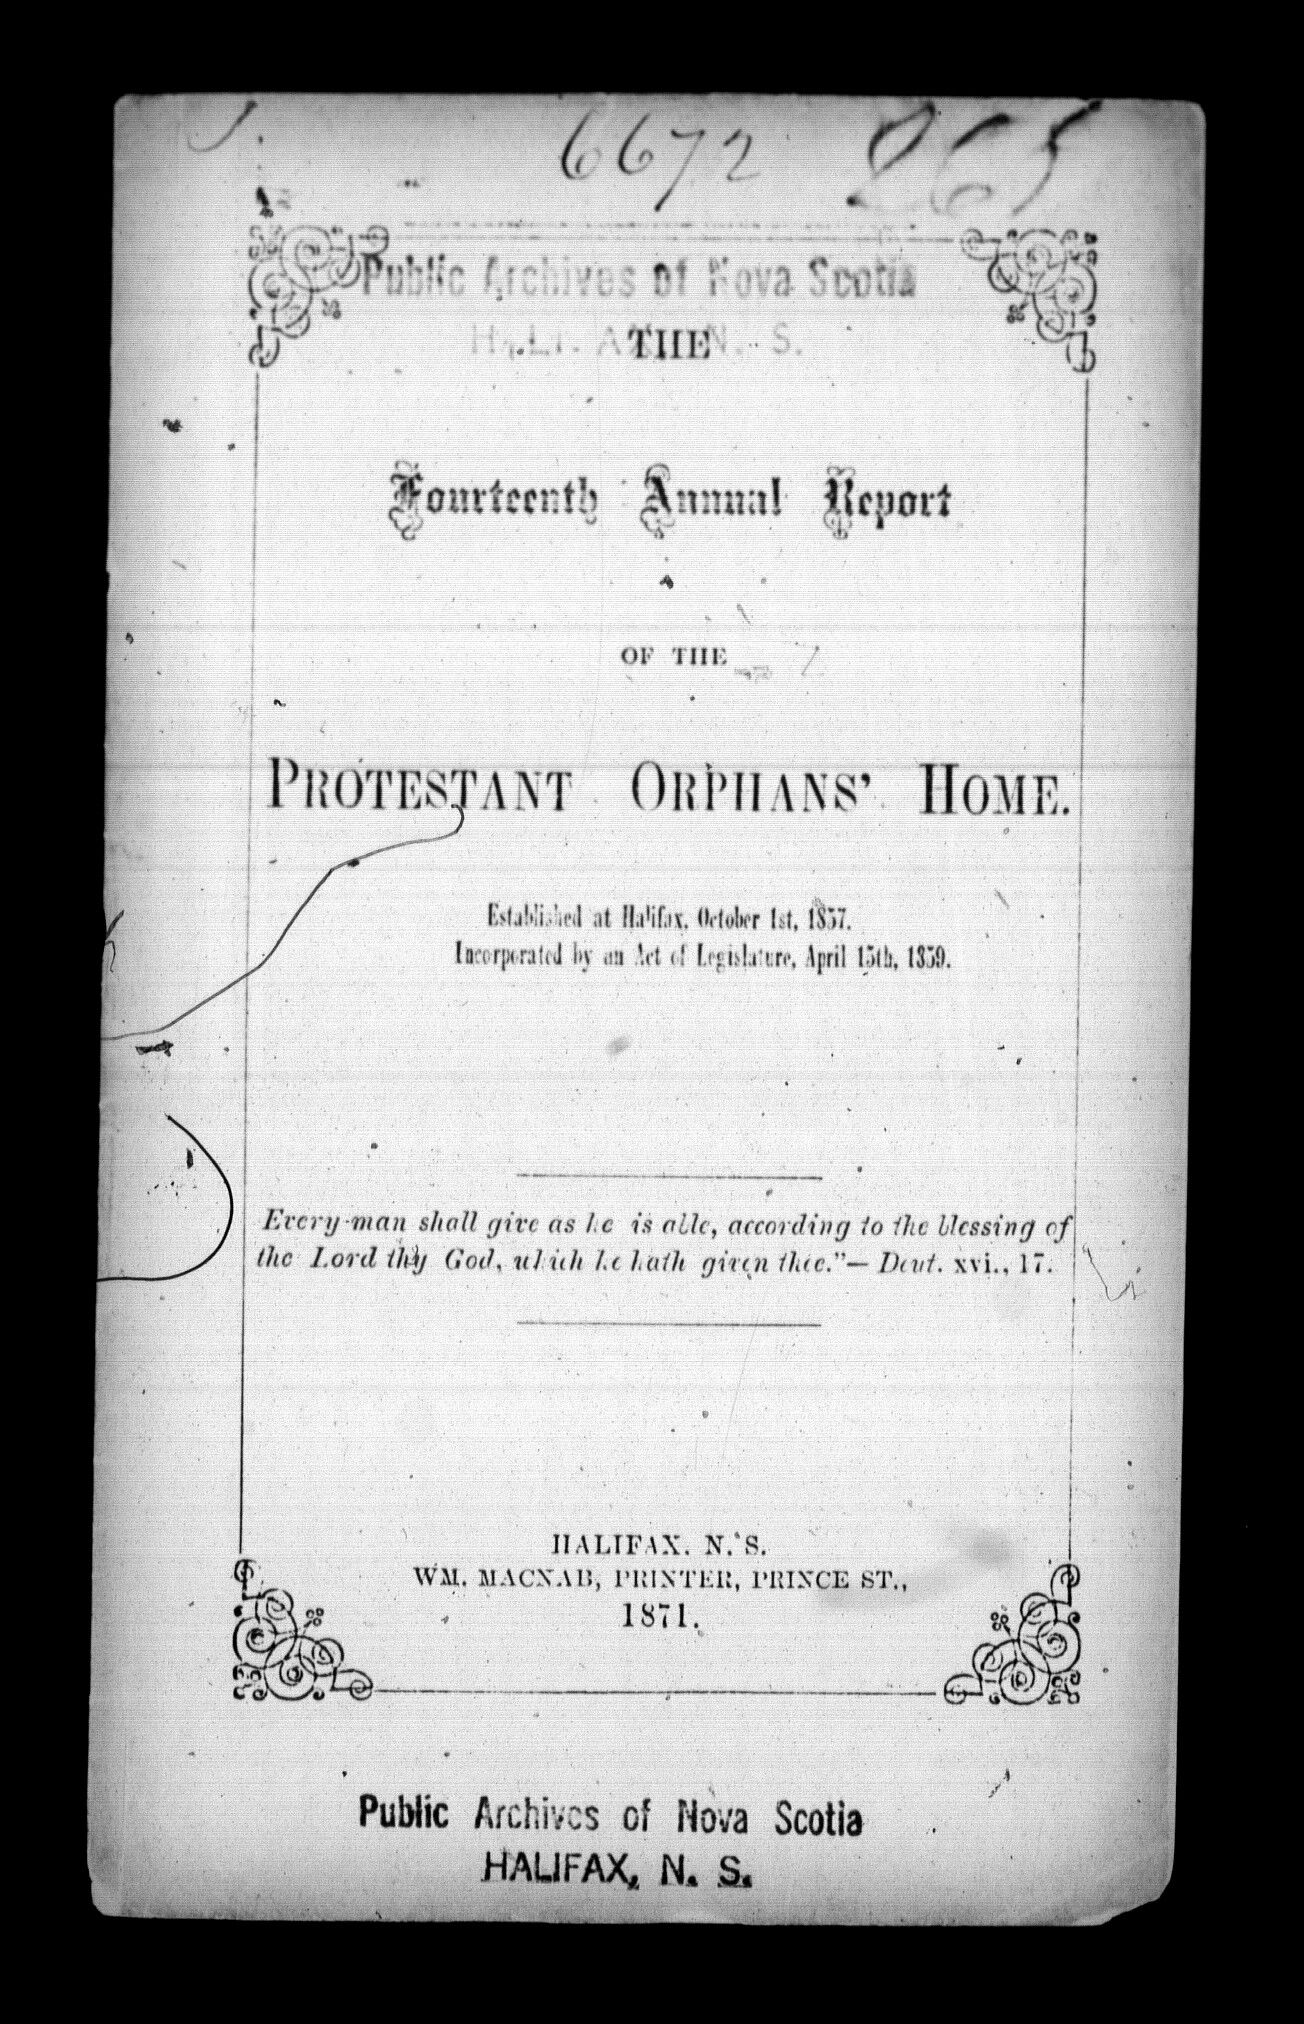 6672
Public Archives of Nova Scotia
HALIFAX, N. S.
THE
Fourteenth Annual Report
OF THE
PROTESTANT ORPHANS' HOME.
Established at Halifax, October 1st, 1857.
Incorporated by an Act of Legislature, April 15th, 1859.
Every man shall give as he is able, according to the blessing of
the Lord thy God, which he hath given thee."—Deut. xvi., 17.
HALIFAX. N. S.
WM. MACNAB, PRINTER, PRINCE ST.,
1871.
Public Archives of Nova Scotia
HALIFAX, N. S.